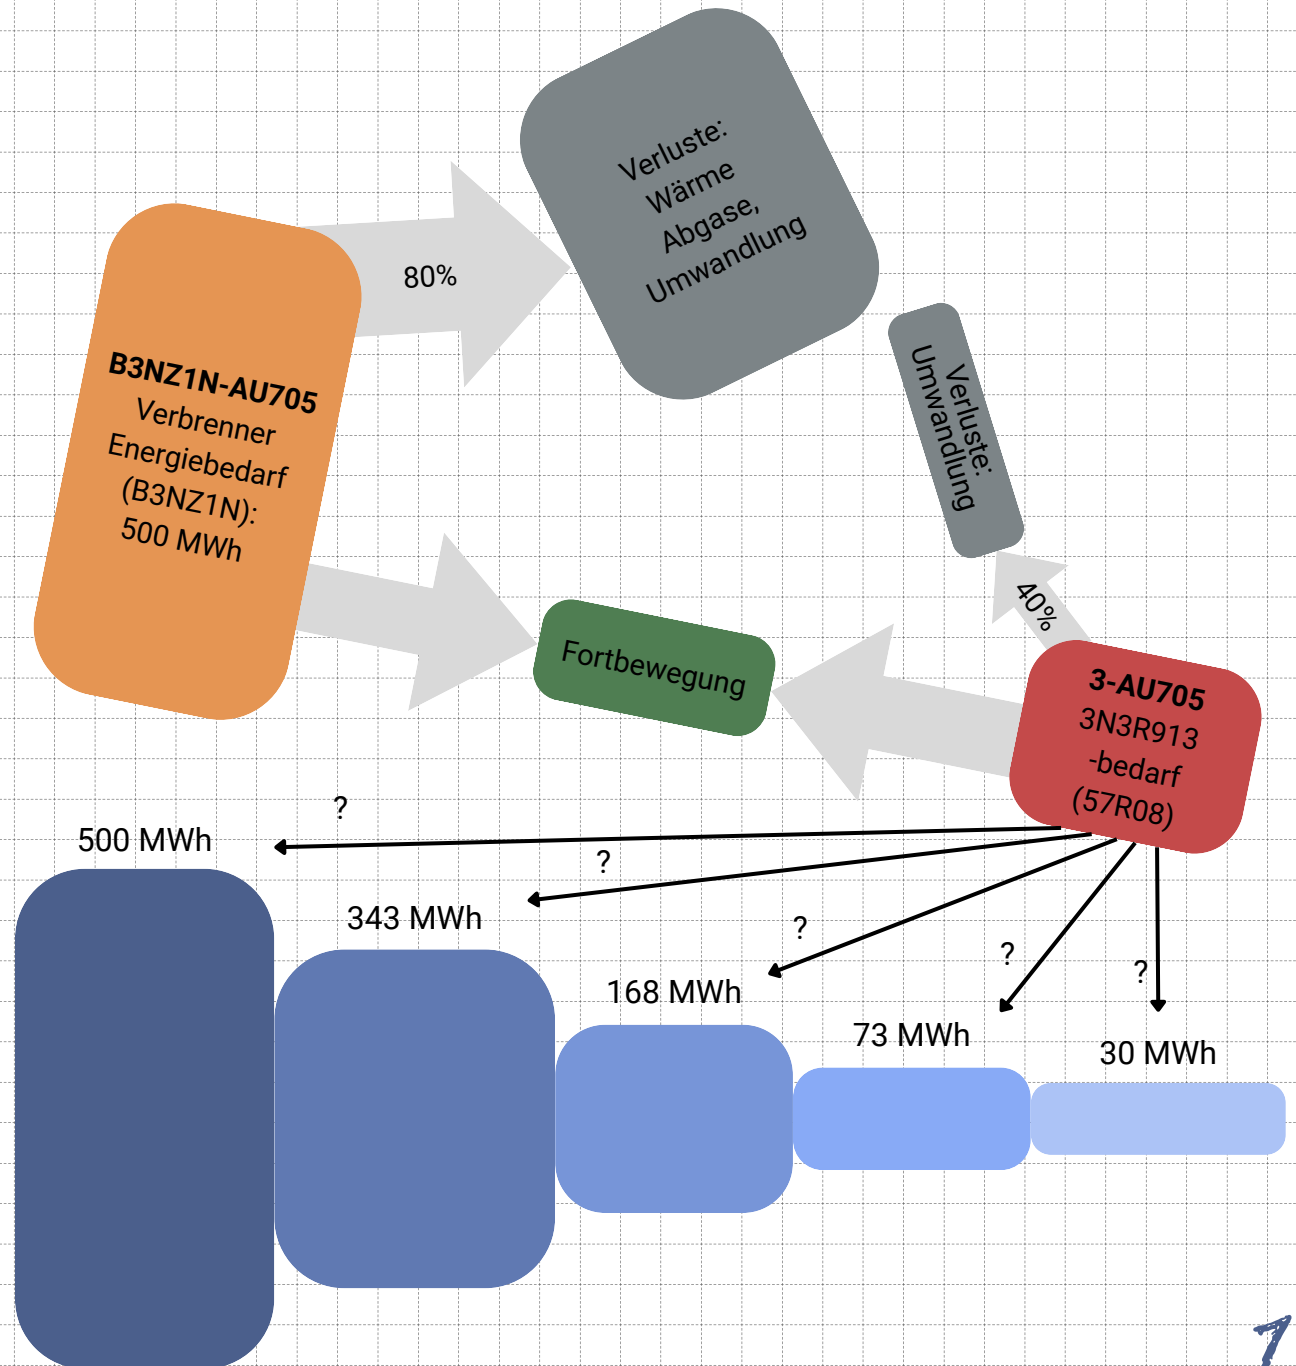 Verluste:
Wärme
Abgase,
Umwandlung
80%
B3NZ1N-AU705
Verbrenner
Energiebedarf
(B3NZ1N):
500 MWh
Verluste:
Umwandlung
40%
Fortbewegung
3-AU705
3N3R913
-bedarf
(57R08)
?
500 MWh
?
343 MWh
?
168 MWh
?
73 MWh
?
30 MWh
7